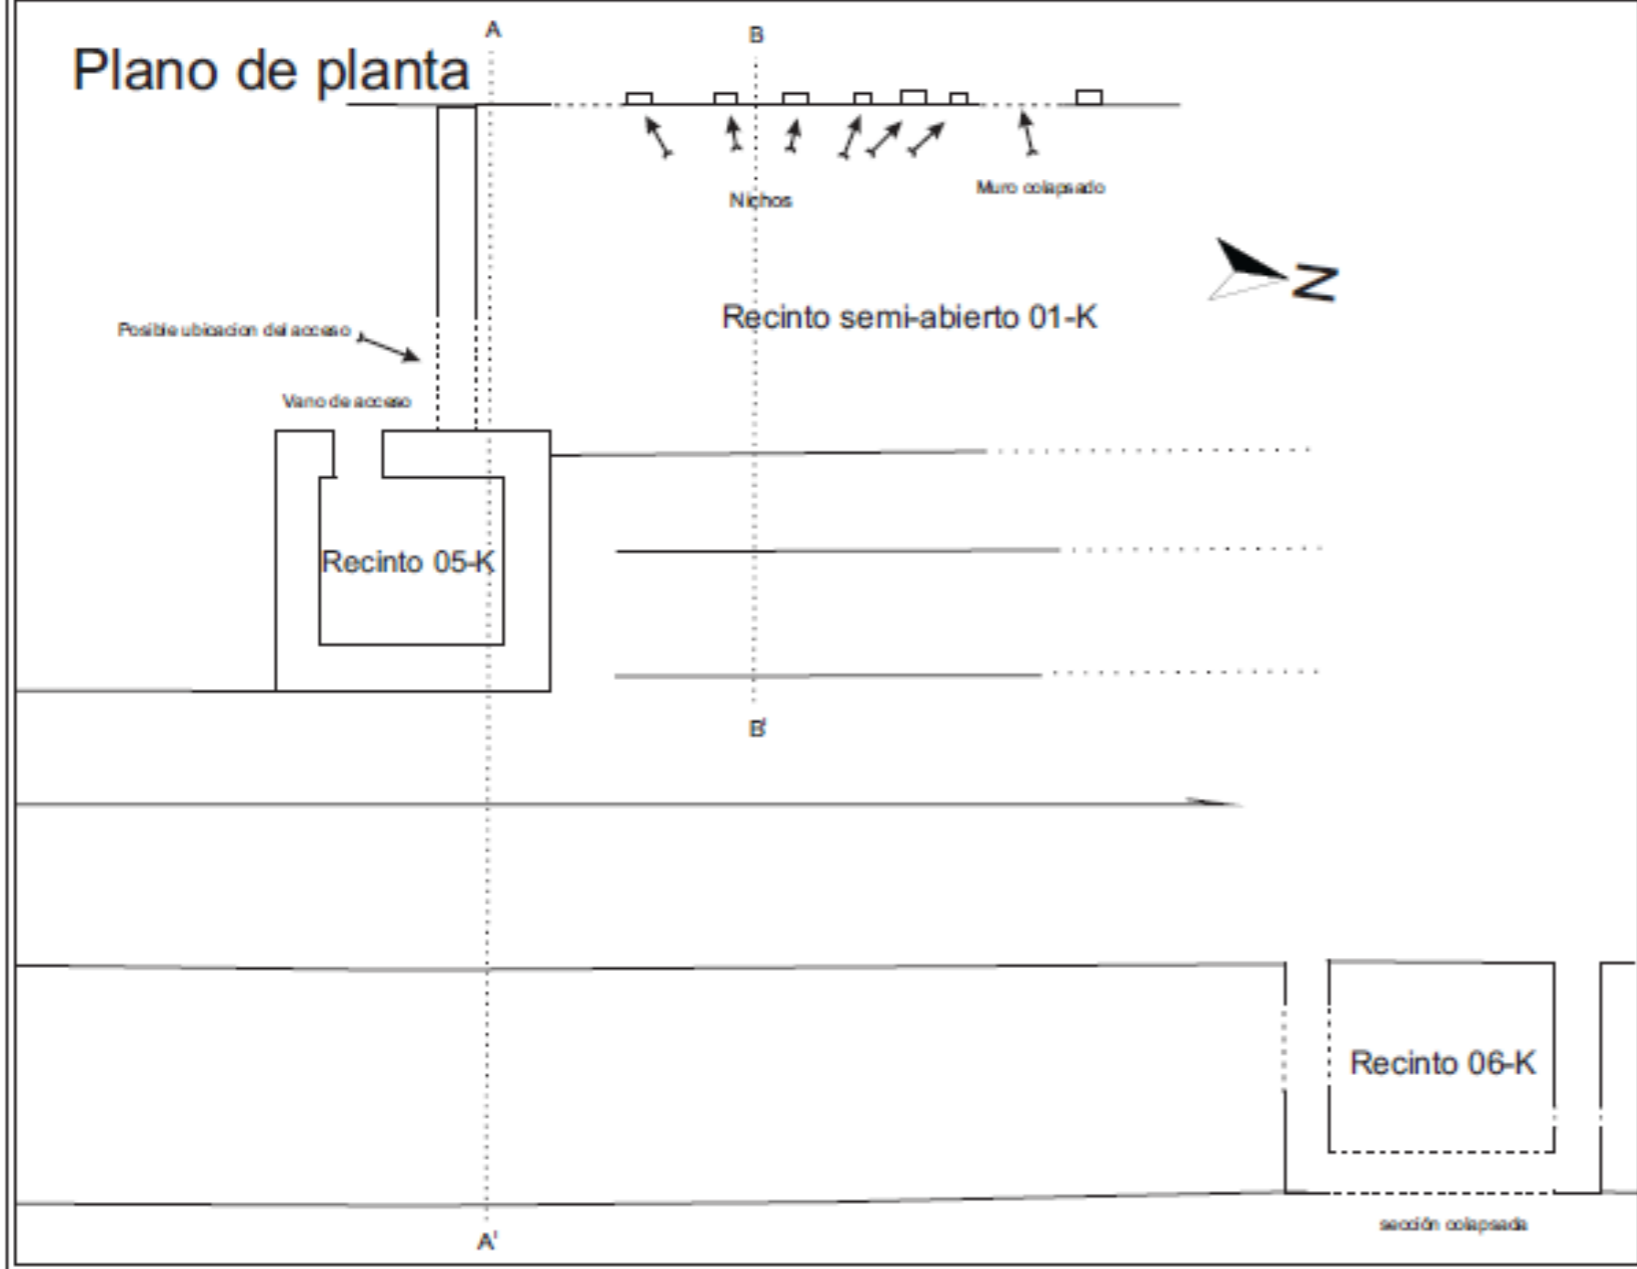 A
B
Plano de planta
Nichos
Muro colapsado
N
Recinto semi-abierto 01-K
Posible ubicacion del acceso
Vano de acceso
Recinto 05-K
B'
Recinto 06-K
sección colapsada
A'